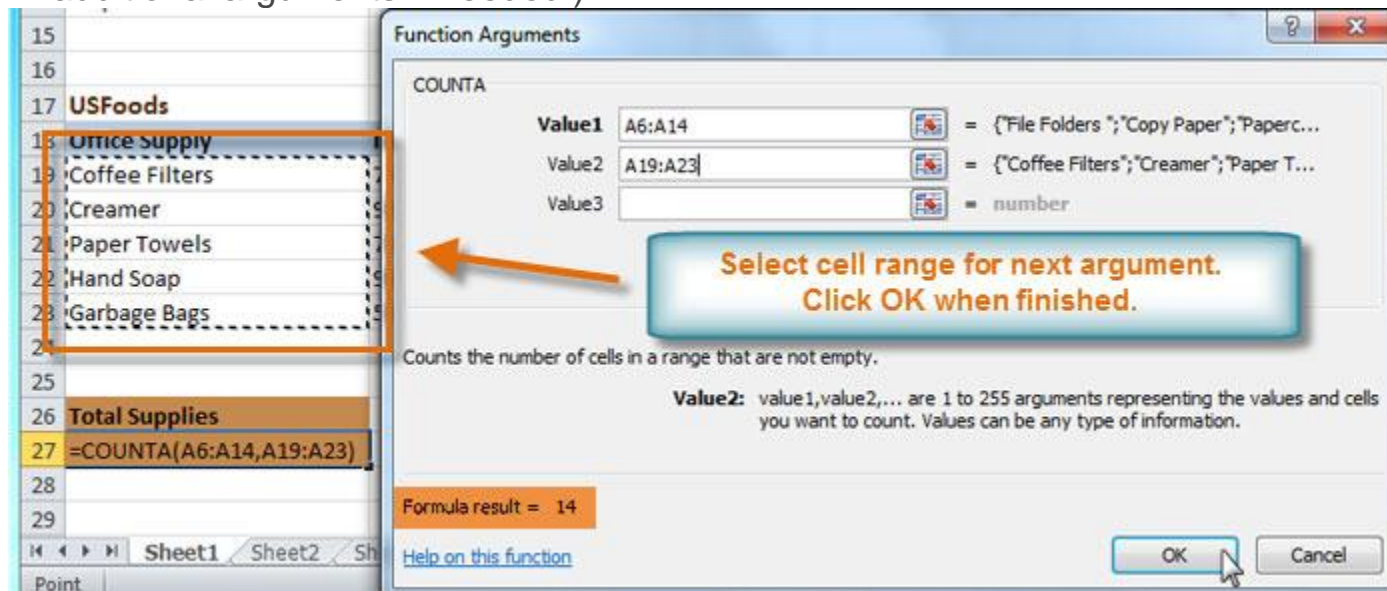 additional arguments if needed.)
15
16
17 USFoods
18 Office Supply
19 Coffee Filters
20 Creamer
21 Paper Towels
22 Hand Soap
23 Garbage Bags
24
25
26 Total Supplies
27 =COUNTA(A6:A14,A19:A23)
28
29
Sheet1 Sheet2 Sh
Point
Function Arguments
COUNTA
Value1 A6:A14 = {"File Folders ";"Copy Paper";"Paperc...
Value2 A19:A23 = {"Coffee Filters";"Creamer";"Paper T...
Value3 = number
Select cell range for next argument.
Click OK when finished.
Counts the number of cells in a range that are not empty.
Value2: value1,value2,... are 1 to 255 arguments representing the values and cells
you want to count. Values can be any type of information.
Formula result = 14
Help on this function
OK Cancel